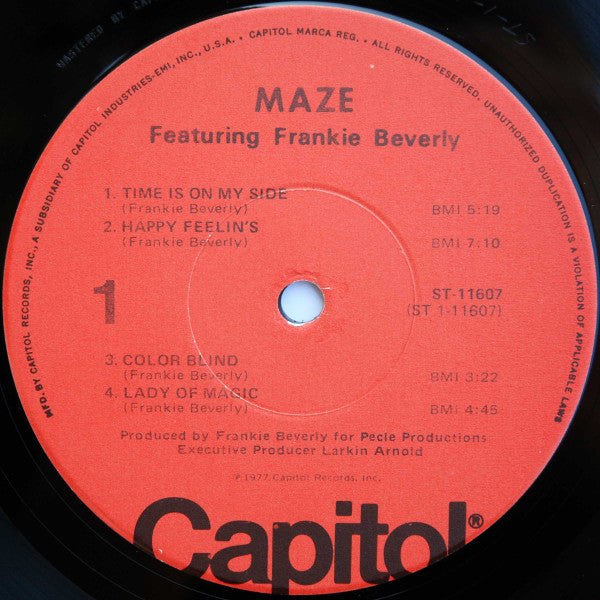 MFD. BY CAPITOL RECORDS, INC., A SUBSIDIARY OF CAPITOL INDUSTRIES-EMI, INC., U.S.A. • CAPITOL MARCA REG. • ALL RIGHTS RESERVED. UNAUTHORIZED DUPLICATION IS A VIOLATION OF APPLICABLE LAWS
MASTERED BY
MAZE
Featuring Frankie Beverly
1. TIME IS ON MY SIDE
(Frankie Beverly) BMI 5:19
2. HAPPY FEELIN'S
(Frankie Beverly) BMI 7:10
1
ST-11607
(ST 1-11607)
3. COLOR BLIND
(Frankie Beverly) BMI 3:22
4. LADY OF MAGIC
(Frankie Beverly) BMI 4:45
Produced by Frankie Beverly for Pecle Productions
Executive Producer Larkin Arnold
℗1977, Capitol Records, Inc.
Capitol®